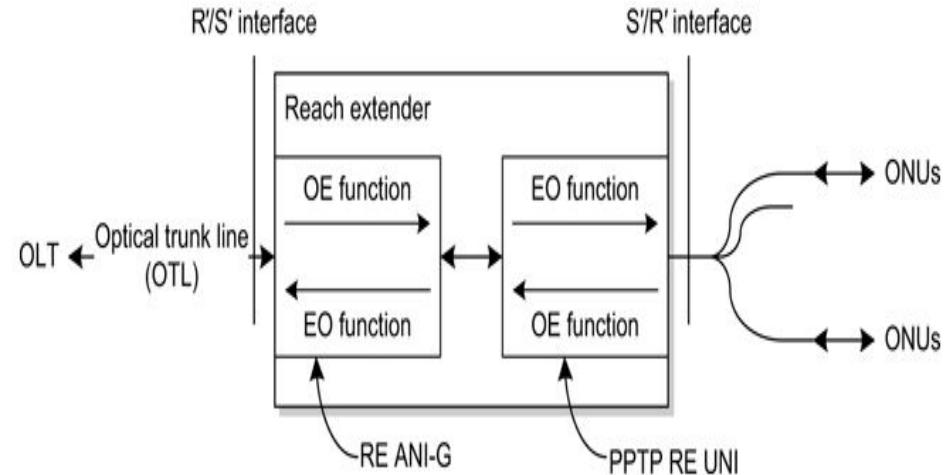 R′/S′ interface
S′/R′ interface
Reach extender
OE function
EO function
ONUs
OLT
Optical trunk line
(OTL)
EO function
OE function
ONUs
RE ANI-G
PPTP RE UNI